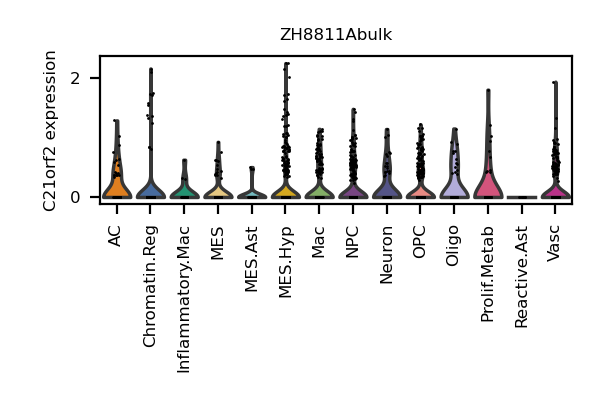 ZH8811Abulk
C21orf2 expression
2
0
AC
Chromatin.Reg
Inflammatory.Mac
MES
MES.Ast
MES.Hyp
Mac
NPC
Neuron
OPC
Oligo
Prolif.Metab
Reactive.Ast
Vasc